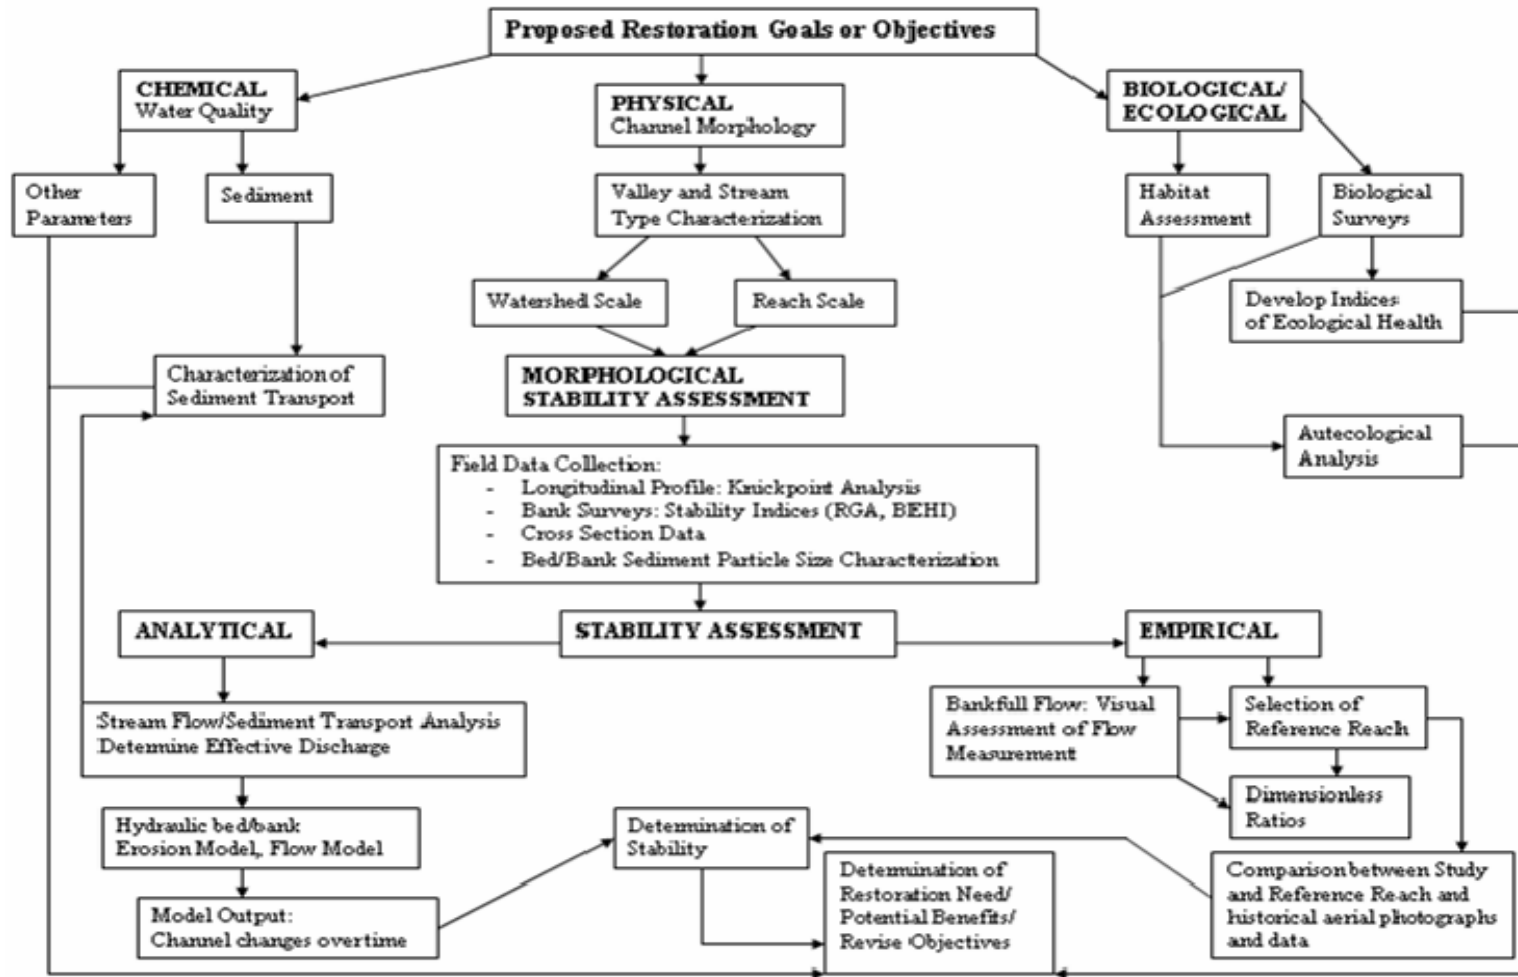 Proposed Restoration Goals or Objectives
CHEMICAL
Water Quality
PHYSICAL
Channel Morphology
BIOLOGICAL/
ECOLOGICAL
Other
Parameters
Sediment
Valley and Stream
Type Characterization
Habitat
Assessment
Biological
Surveys
Watershed Scale
Reach Scale
Develop Indices
of Ecological Health
Characterization of
Sediment Transport
MORPHOLOGICAL
STABILITY ASSESSMENT
Autecological
Analysis
Field Data Collection:
- Longitudinal Profile: Knickpoint Analysis
- Bank Surveys: Stability Indices (RGA, BEHI)
- Cross Section Data
- Bed/Bank Sediment Particle Size Characterization
ANALYTICAL
STABILITY ASSESSMENT
EMPIRICAL
Stream Flow/Sediment Transport Analysis
Determine Effective Discharge
Bankfull Flow: Visual
Assessment of Flow
Measurement
Selection of
Reference Reach
Dimensionless
Ratios
Hydraulic bed/bank
Erosion Model, Flow Model
Determination of
Stability
Determination of
Restoration Need/
Potential Benefits/
Revise Objectives
Comparison between Study
and Reference Reach and
historical aerial photographs
and data
Model Output:
Channel changes overtime